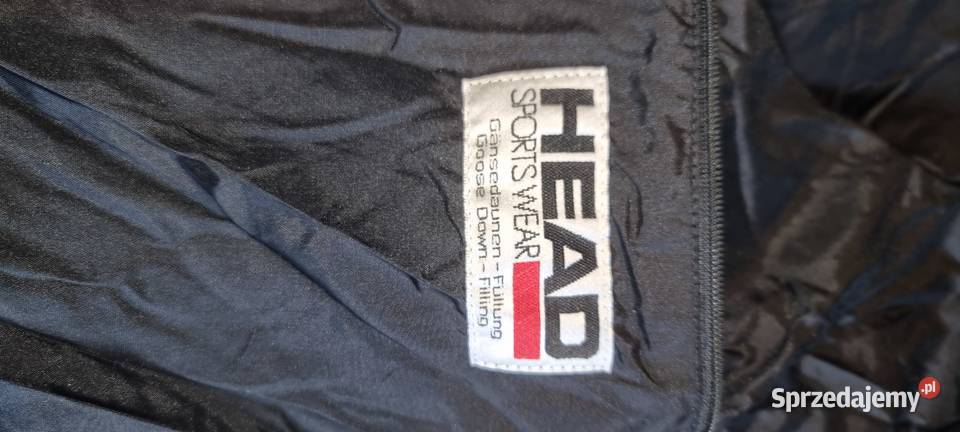 HEAD
SPORTS WEAR
Gänsedaunen - Füllung
Goose Down - Filling
Sprzedajemy.pl